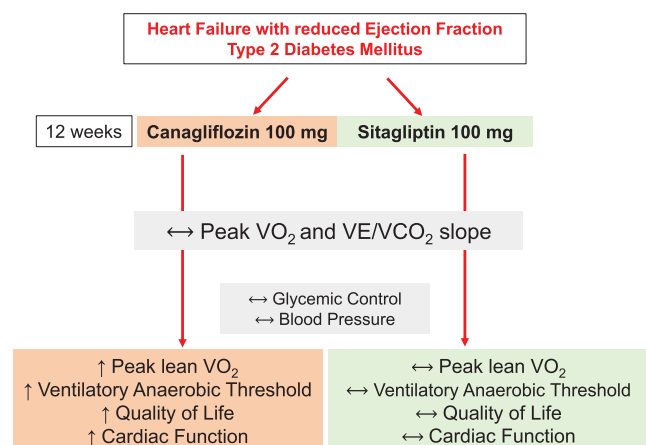 Heart Failure with reduced Ejection Fraction
Type 2 Diabetes Mellitus
12 weeks
Canagliflozin 100 mg
Sitagliptin 100 mg
↔ Peak VO₂ and VE/VCO₂ slope
↔ Glycemic Control
↔ Blood Pressure
↑ Peak lean VO₂
↑ Ventilatory Anaerobic Threshold
↑ Quality of Life
↑ Cardiac Function
↔ Peak lean VO₂
↔ Ventilatory Anaerobic Threshold
↔ Quality of Life
↔ Cardiac Function